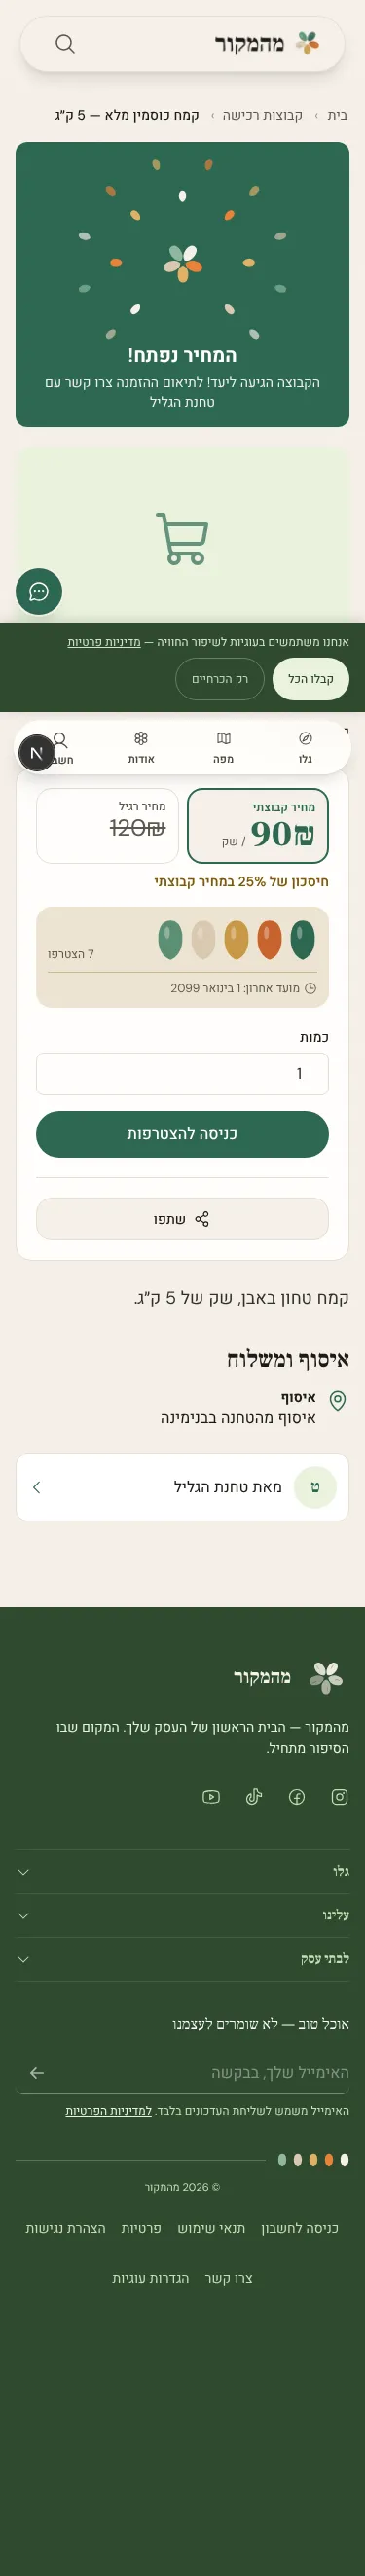 מהמקור
בית › קבוצות רכישה › קמח כוסמין מלא — 5 ק״ג
המחיר נפתח!
הקבוצה הגיעה ליעד! לתיאום ההזמנה צרו קשר עם
טחנת הגליל
אנחנו משתמשים בעוגיות לשיפור החוויה — מדיניות פרטיות
קבלו הכל
רק הכרחיים
גלו
מפה
אודות
N
מחיר קבוצתי
₪90 / שק
מחיר רגיל
₪120
חיסכון של 25% במחיר קבוצתי
7 הצטרפו
מועד אחרון: 1 בינואר 2099
כמות
1
כניסה להצטרפות
שתפו
קמח טחון באבן, שק של 5 ק״ג.
איסוף ומשלוח
איסוף
איסוף מהטחנה בבנימינה
ט
מאת טחנת הגליל
מהמקור
מהמקור — הבית הראשון של העסק שלך. המקום שבו
הסיפור מתחיל.
גלו
עלינו
לבתי עסק
אוכל טוב — לא שומרים לעצמנו
האימייל שלך, בבקשה
האימייל משמש לשליחת העדכונים בלבד. למדיניות הפרטיות
© 2026 מהמקור
כניסה לחשבון
תנאי שימוש
פרטיות
הצהרת נגישות
צרו קשר
הגדרות עוגיות